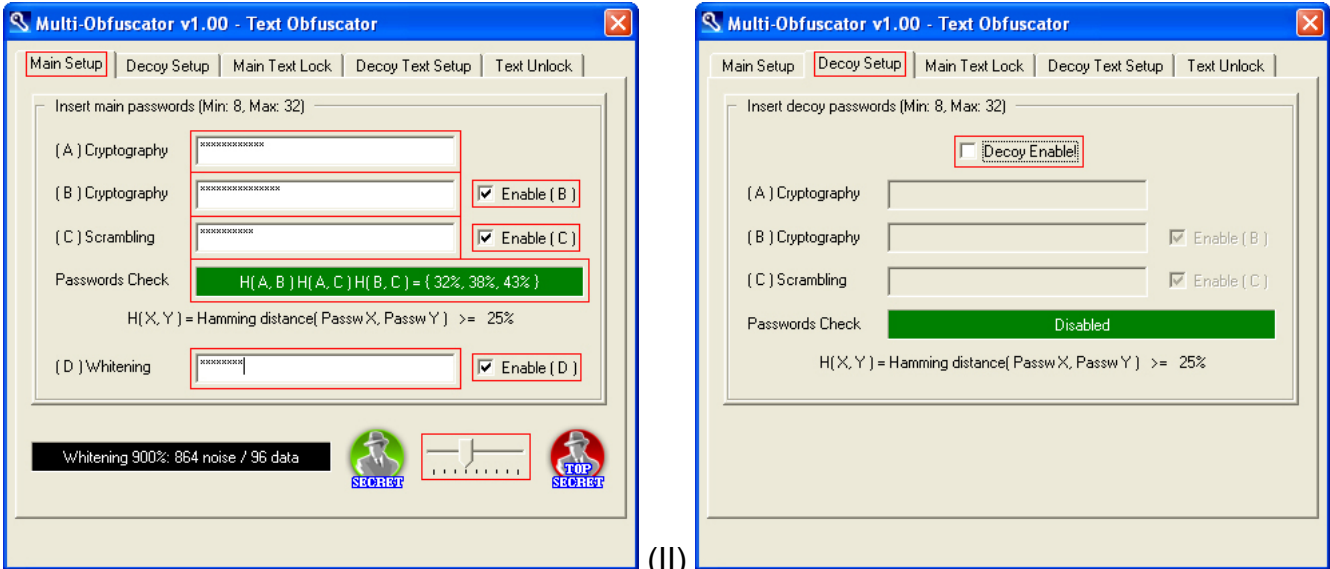 Multi-Obfuscator v1.00 - Text Obfuscator
Main Setup Decoy Setup Main Text Lock Decoy Text Setup Text Unlock
Insert main passwords (Min: 8, Max: 32)
( A ) Cryptography ************
( B ) Cryptography *************** Enable ( B )
( C ) Scrambling ********** Enable ( C )
Passwords Check H( A, B ) H( A, C ) H( B, C ) = { 32%, 38%, 43% }
H( X, Y ) = Hamming distance( Passw X, Passw Y ) >= 25%
( D ) Whitening ******** Enable ( D )
Whitening 900%: 864 noise / 96 data
SECRET
TOP
SECRET
(II)
Multi-Obfuscator v1.00 - Text Obfuscator
Main Setup Decoy Setup Main Text Lock Decoy Text Setup Text Unlock
Insert decoy passwords (Min: 8, Max: 32)
Decoy Enable!
( A ) Cryptography
( B ) Cryptography Enable ( B )
( C ) Scrambling Enable ( C )
Passwords Check Disabled
H( X, Y ) = Hamming distance( Passw X, Passw Y ) >= 25%